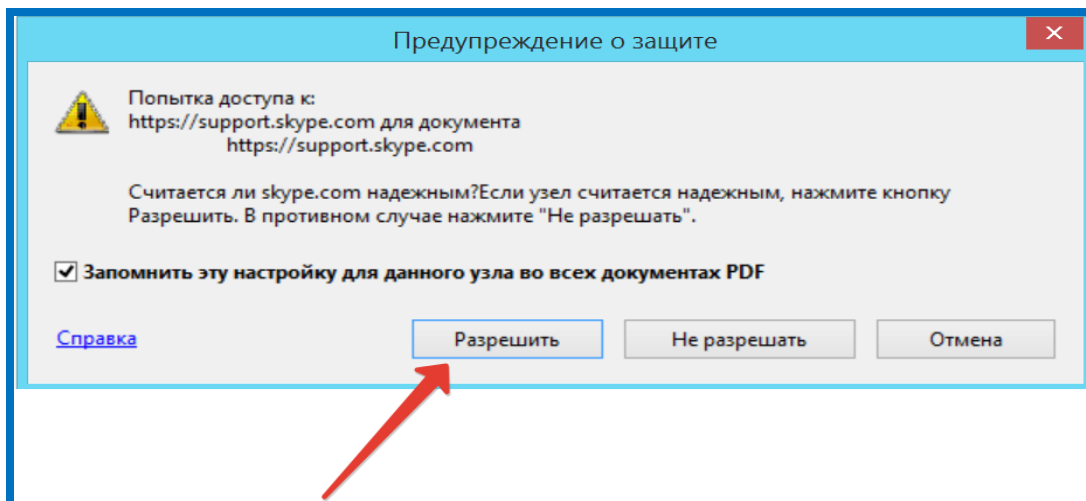 Предупреждение о защите
Попытка доступа к:
https://support.skype.com для документа
https://support.skype.com
Считается ли skype.com надежным?Если узел считается надежным, нажмите кнопку
Разрешить. В противном случае нажмите "Не разрешать".
Запомнить эту настройку для данного узла во всех документах PDF
Справка
Разрешить
Не разрешать
Отмена